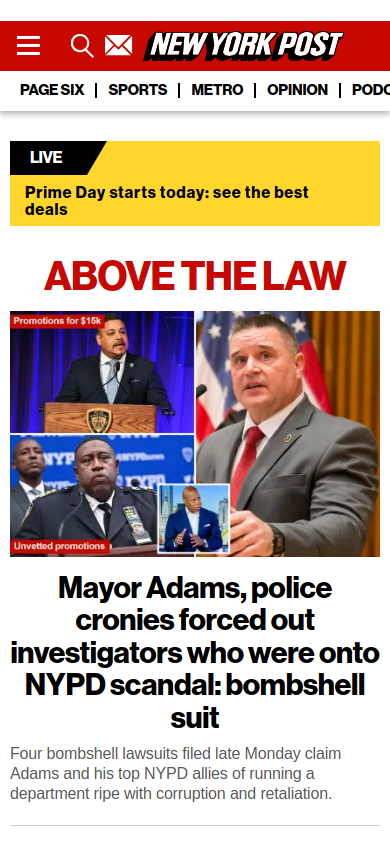 NEW YORK POST
PAGE SIX | SPORTS | METRO | OPINION | PODC
LIVE
Prime Day starts today: see the best
deals
ABOVE THE LAW
Promotions for $15k
Unvetted promotions
Mayor Adams, police
cronies forced out
investigators who were onto
NYPD scandal: bombshell
suit
Four bombshell lawsuits filed late Monday claim
Adams and his top NYPD allies of running a
department ripe with corruption and retaliation.